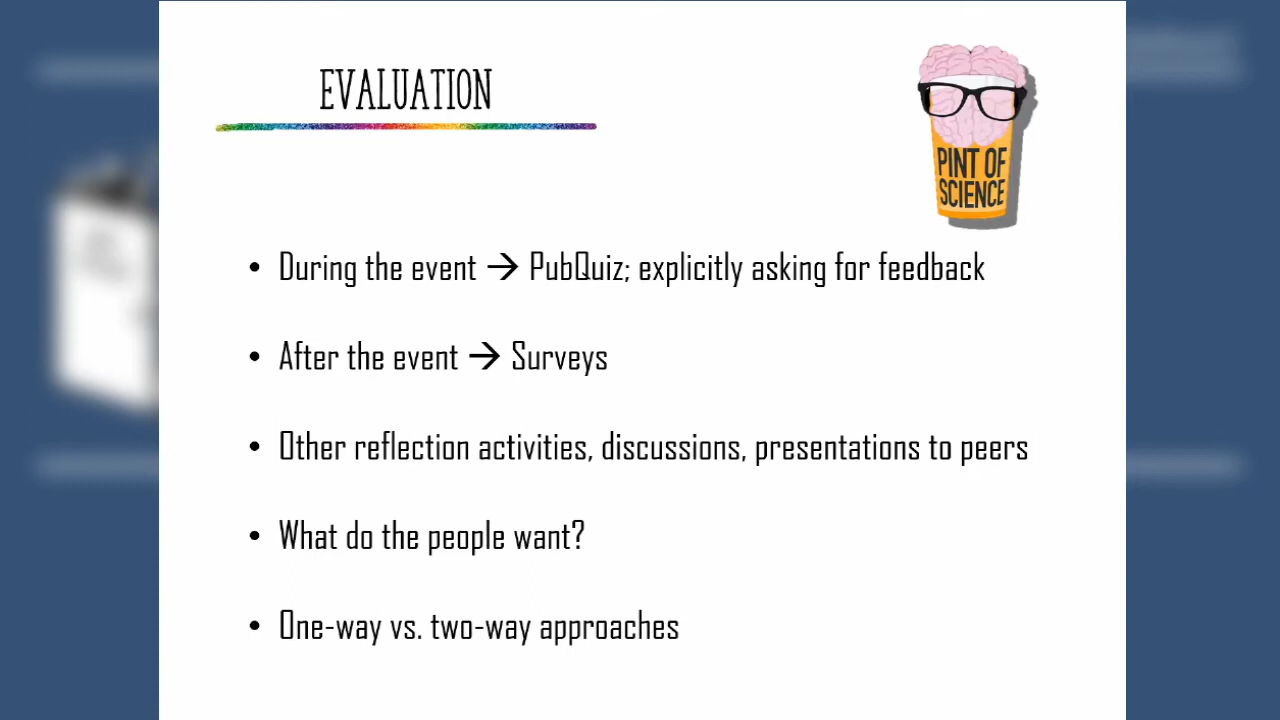 EVALUATION
PINT OF
SCIENCE
• During the event → PubQuiz; explicitly asking for feedback
• After the event → Surveys
• Other reflection activities, discussions, presentations to peers
• What do the people want?
• One-way vs. two-way approaches